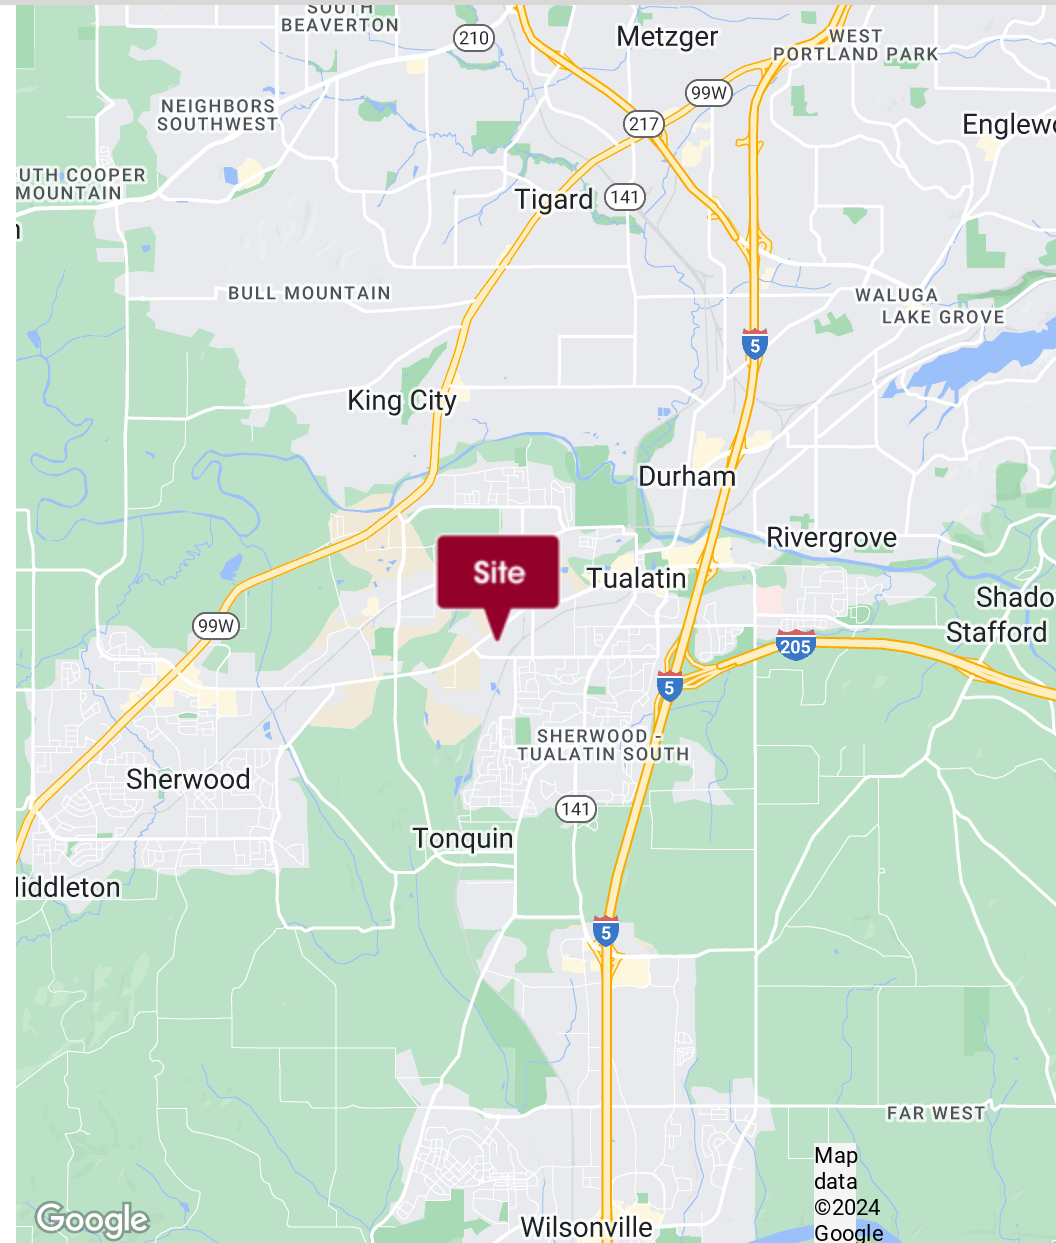 SOUTH
BEAVERTON
210
Metzger
WEST
PORTLAND PARK
99W
NEIGHBORS
SOUTHWEST
217
Englewo
UTH COOPER
MOUNTAIN
Tigard
141
n
BULL MOUNTAIN
WALUGA
LAKE GROVE
5
King City
Durham
Rivergrove
Site
Tualatin
Shado
99W
Stafford
205
5
SHERWOOD -
TUALATIN SOUTH
Sherwood
141
Tonquin
Middleton
5
FAR WEST
Map
data
©2024
Google
Google
Wilsonville